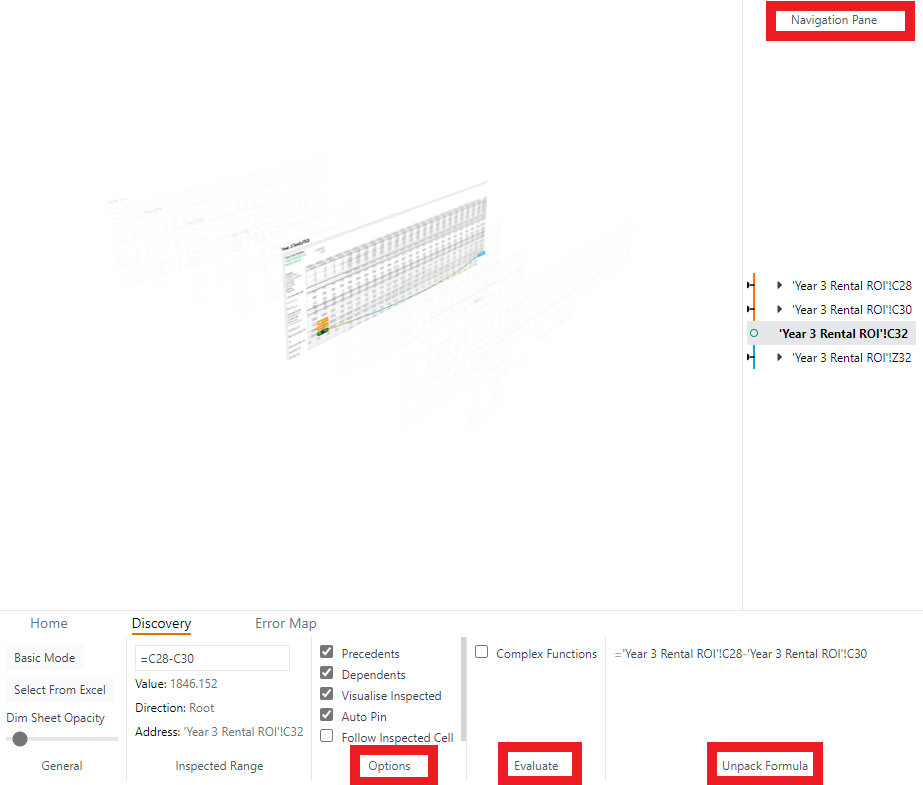 Navigation Pane
'Year 3 Rental ROI'!C28
'Year 3 Rental ROI'!C30
'Year 3 Rental ROI'!C32
'Year 3 Rental ROI'!Z32
Home Discovery Error Map
Basic Mode
Select From Excel
Dim Sheet Opacity
General
=C28-C30
Value: 1846.152
Direction: Root
Address: 'Year 3 Rental ROI'!C32
Inspected Range
Precedents
Dependents
Visualise Inspected
Auto Pin
Follow Inspected Cell
Options
Complex Functions
Evaluate
='Year 3 Rental ROI'!C28-'Year 3 Rental ROI'!C30
Unpack Formula